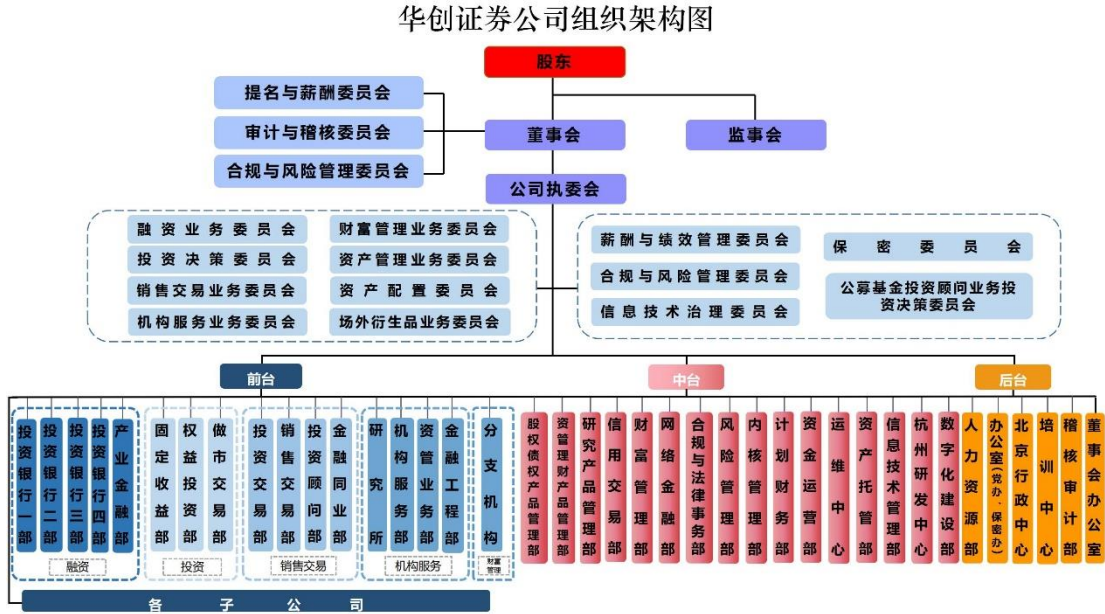 华创证券公司组织架构图
股东
提名与薪酬委员会
审计与稽核委员会
合规与风险管理委员会
董事会
监事会
公司执委会
融资业务委员会
财富管理业务委员会
投资决策委员会
资产管理业务委员会
销售交易业务委员会
资产配置委员会
机构服务业务委员会
场外衍生品业务委员会
薪酬与绩效管理委员会
保密委员会
合规与风险管理委员会
公募基金投资顾问业务投
资决策委员会
信息技术治理委员会
前台
中台
后台
投资银行一部
投资银行二部
投资银行三部
投资银行四部
产业金融部
固定收益部
权益投资部
做市交易部
投资交易部
销售交易部
投资顾问部
金融同业部
研究所
机构服务部
资管业务部
金融工程部
分支机构
股权债权产品管理部
资管理财产品管理部
研究产品管理部
信用交易部
财富管理部
网络金融部
合规与法律事务部
风险管理部
内核管理部
计划财务部
资金运营部
运维中心
资产托管部
信息技术管理部
杭州研发中心
数字化建设部
人力资源部
办公室(党办、保密办)
北京行政中心
培训中心
稽核审计部
董事会办公室
融资
投资
销售交易
机构服务
财富
管理
各子公司